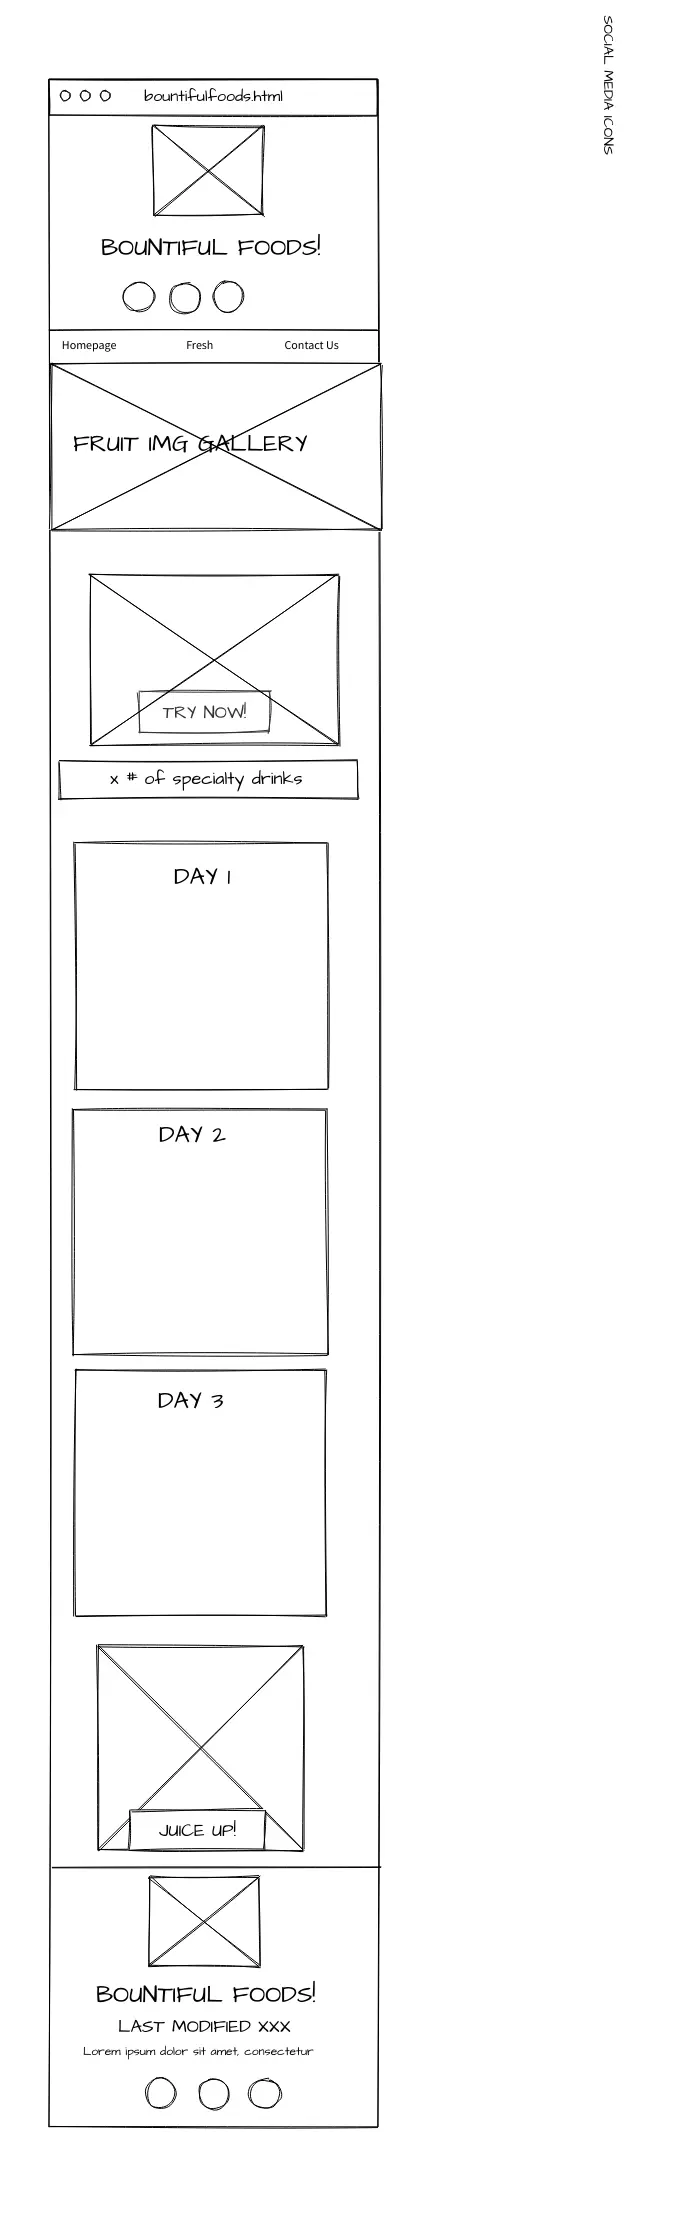 SOCIAL MEDIA ICONS
bountifulfoods.html
BOUNTIFUL FOODS!
Homepage Fresh Contact Us
FRUIT IMG GALLERY
TRY NOW!
x # of specialty drinks
DAY 1
DAY 2
DAY 3
JUICE UP!
BOUNTIFUL FOODS!
LAST MODIFIED XXX
Lorem ipsum dolor sit amet, consectetur